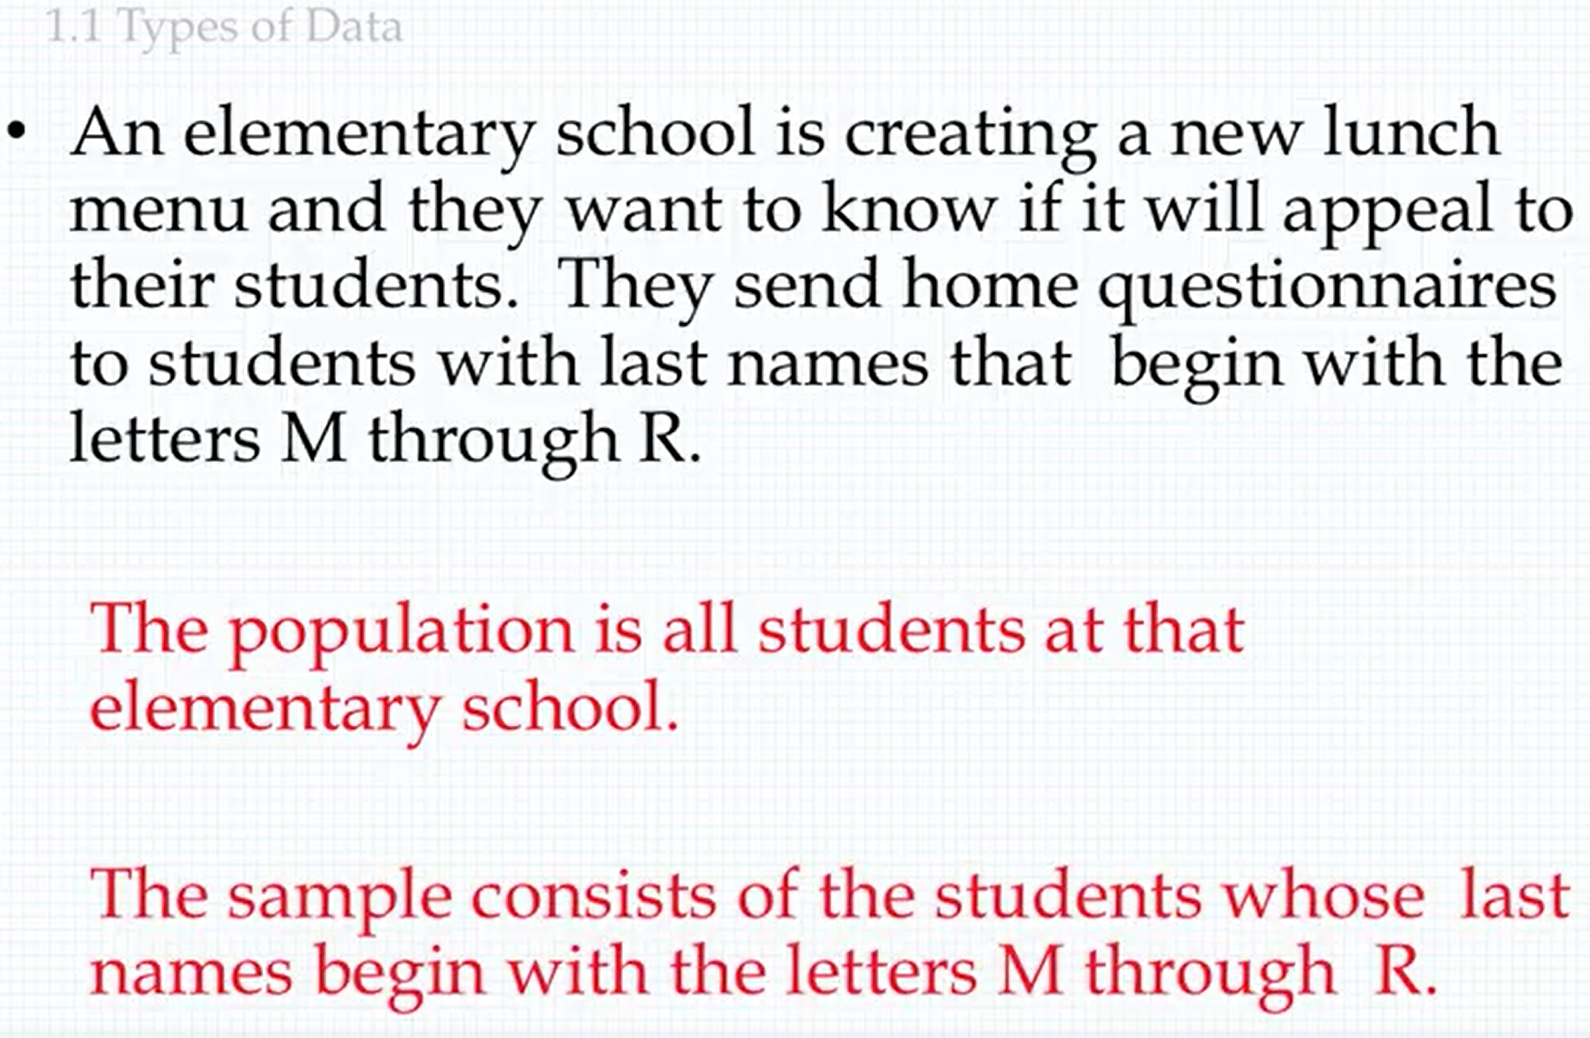 1.1 Types of Data
• An elementary school is creating a new lunch
menu and they want to know if it will appeal to
their students. They send home questionnaires
to students with last names that begin with the
letters M through R.
The population is all students at that
elementary school.
The sample consists of the students whose last
names begin with the letters M through R.